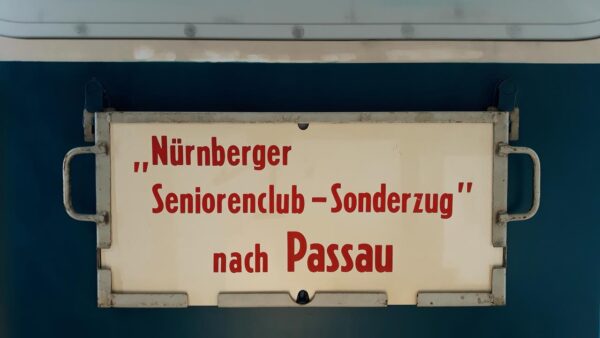 „Nürnberger
Seniorenclub – Sonderzug”
nach Passau